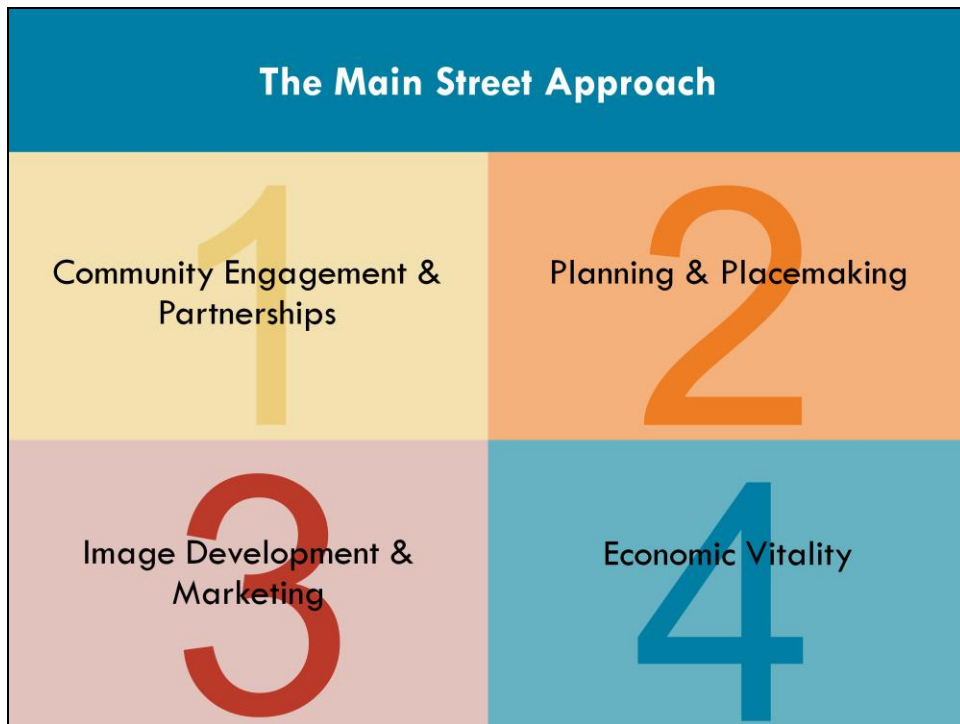 The Main Street Approach
1
Community Engagement &
Partnerships
2
Planning & Placemaking
3
Image Development &
Marketing
4
Economic Vitality